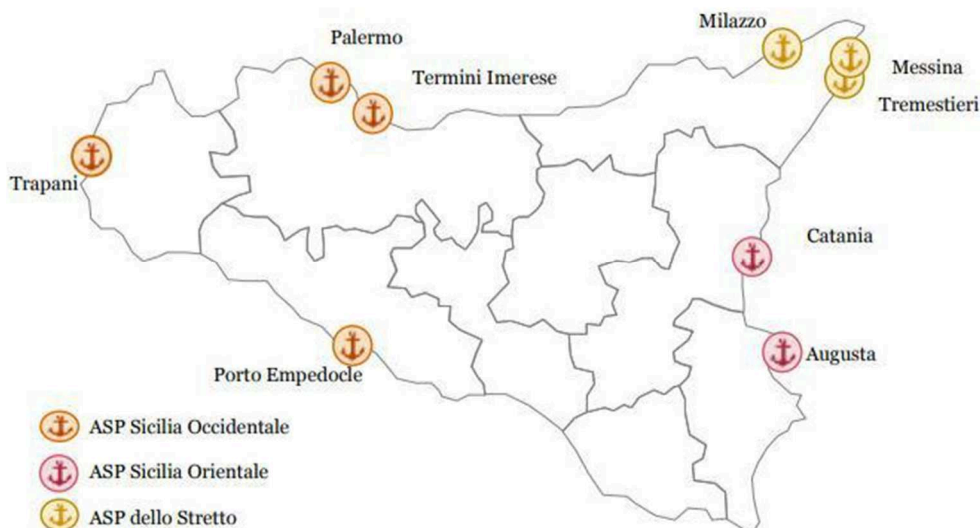 Milazzo
Palermo
Messina
Termini Imerese
Tremestieri
Trapani
Catania
Augusta
Porto Empedocle
ASP Sicilia Occidentale
ASP Sicilia Orientale
ASP dello Stretto